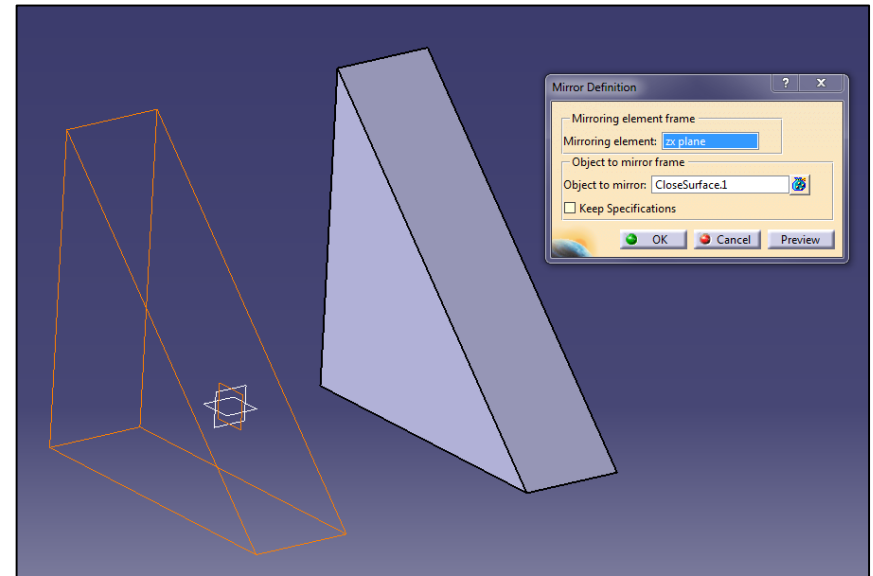 Mirror Definition ? X
Mirroring element frame
Mirroring element: zx plane
Object to mirror frame
Object to mirror: CloseSurface.1
Keep Specifications
OK Cancel Preview